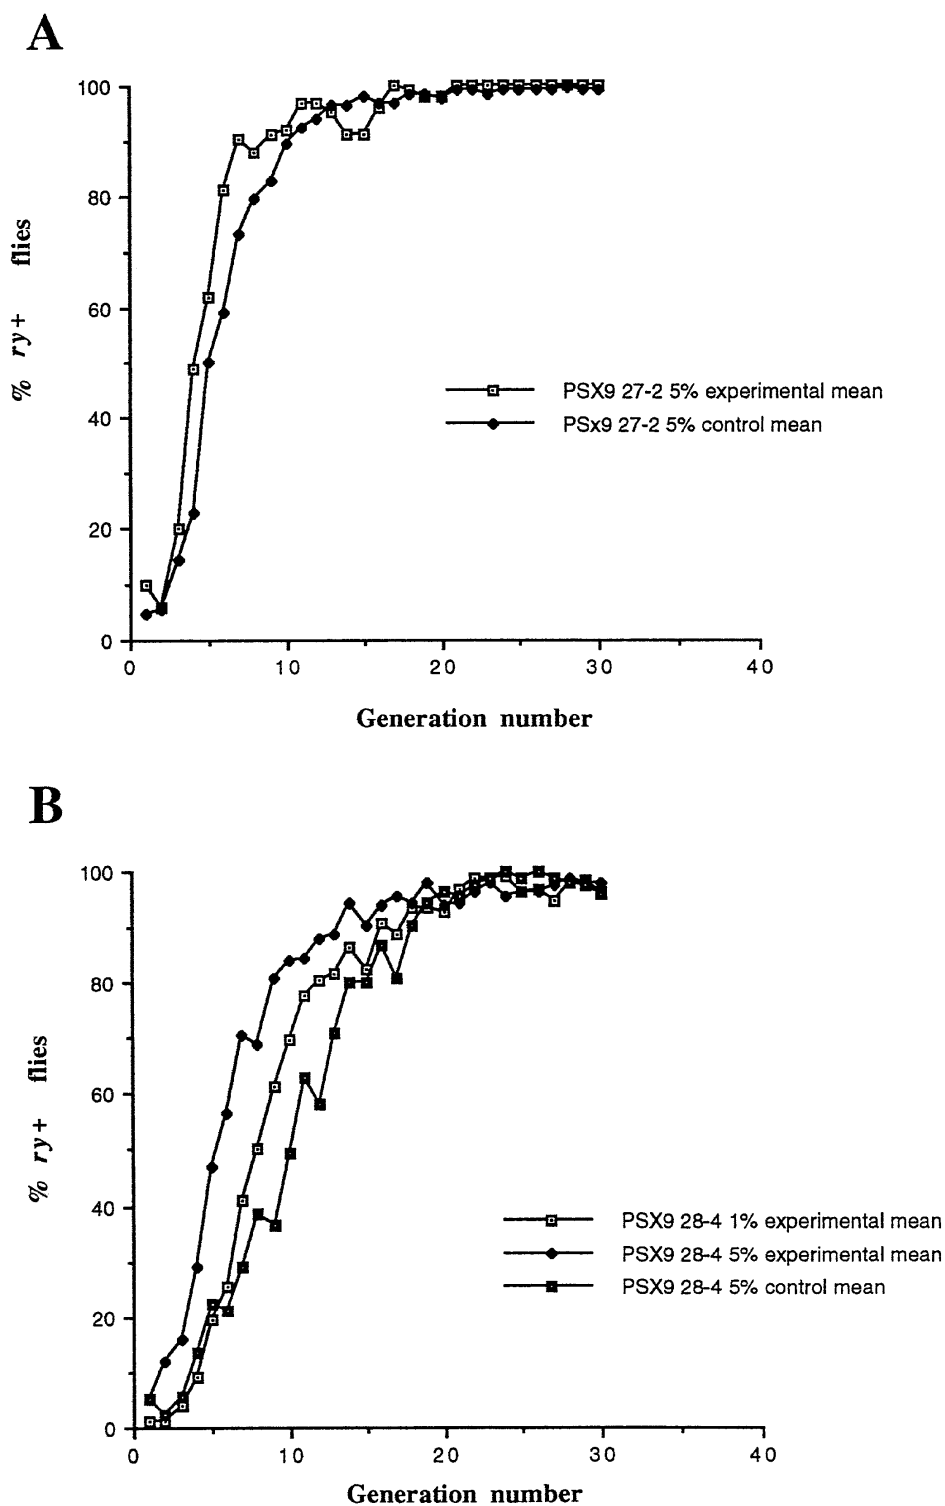 A
100
80
60
40
20
0
% ry+ flies
0 10 20 30 40
Generation number
PSX9 27-2 5% experimental mean
PSx9 27-2 5% control mean
B
100
80
60
40
20
0
% ry+ flies
0 10 20 30 40
Generation number
PSX9 28-4 1% experimental mean
PSX9 28-4 5% experimental mean
PSX9 28-4 5% control mean